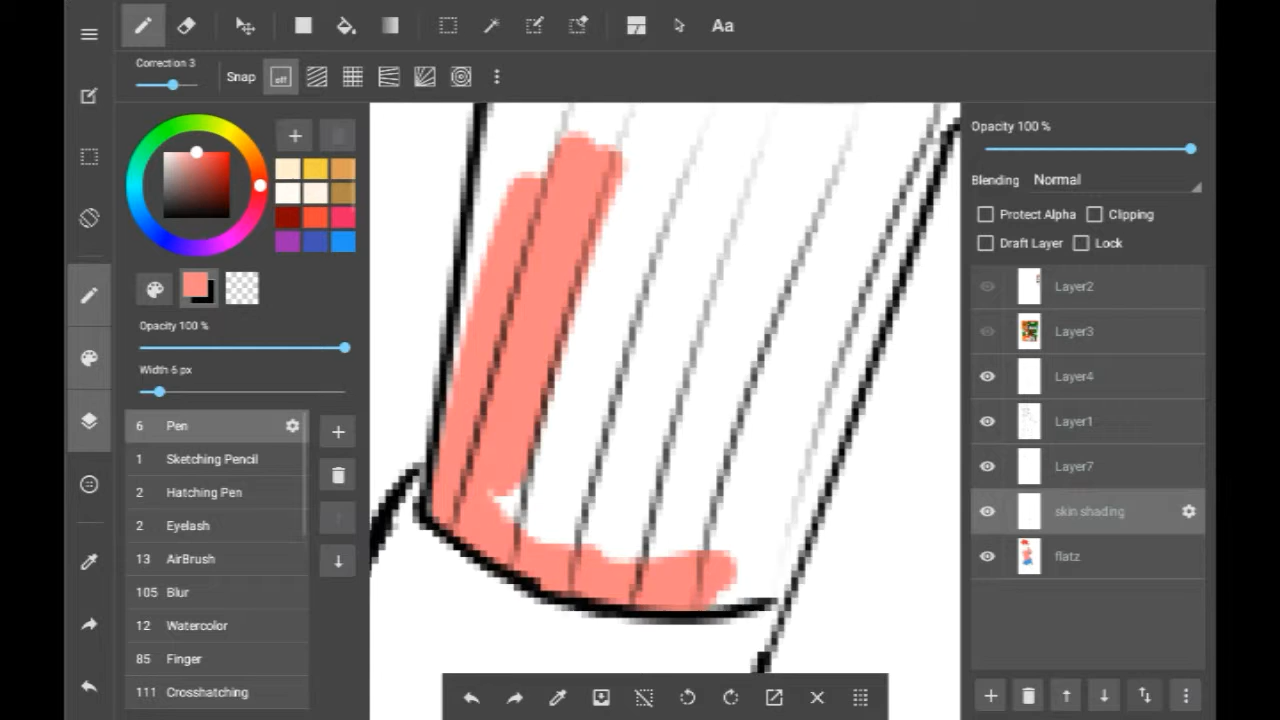 Aa
Correction 3
Snap
off
Opacity 100 %
Blending Normal
Protect Alpha
Clipping
Draft Layer
Lock
Opacity 100 %
Width 6 px
6 Pen
1 Sketching Pencil
2 Hatching Pen
2 Eyelash
13 AirBrush
105 Blur
12 Watercolor
85 Finger
111 Crosshatching
Layer2
Layer3
Layer4
Layer1
Layer7
skin shading
flatz